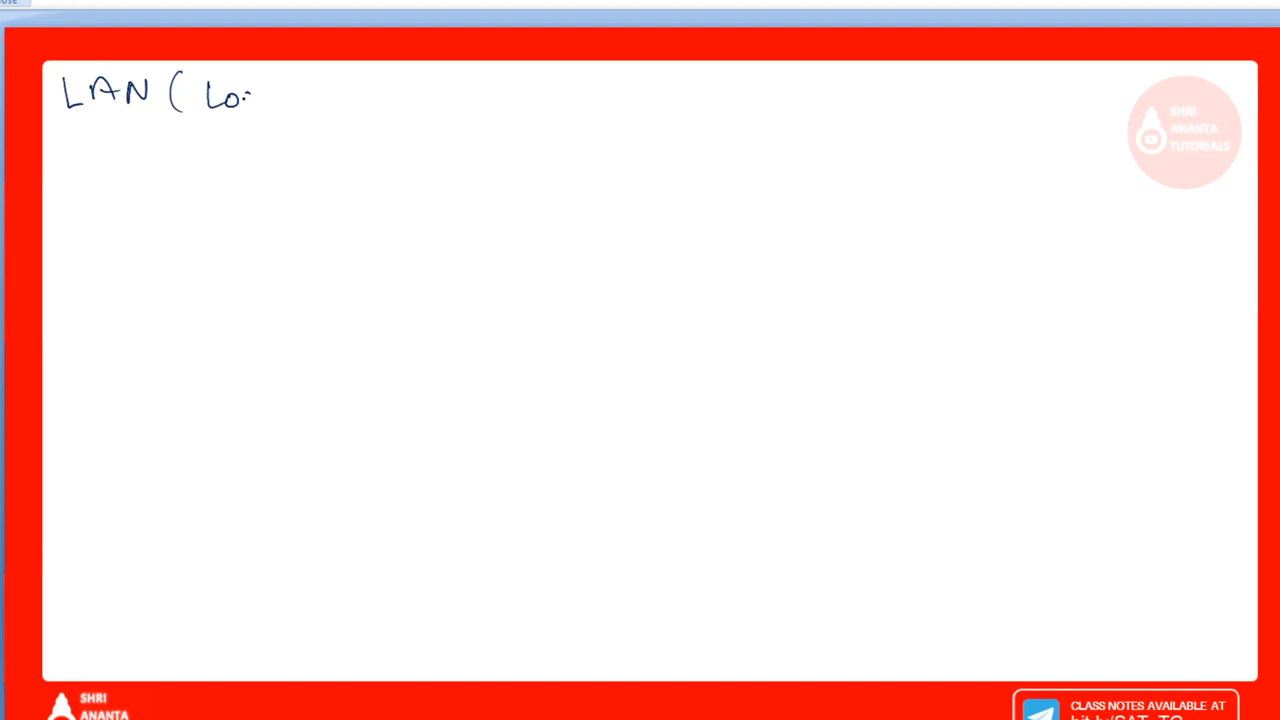 LAN ( Lo
SHRI
ANANTA
TUTORIALS
SHRI
ANANTA
CLASS NOTES AVAILABLE AT